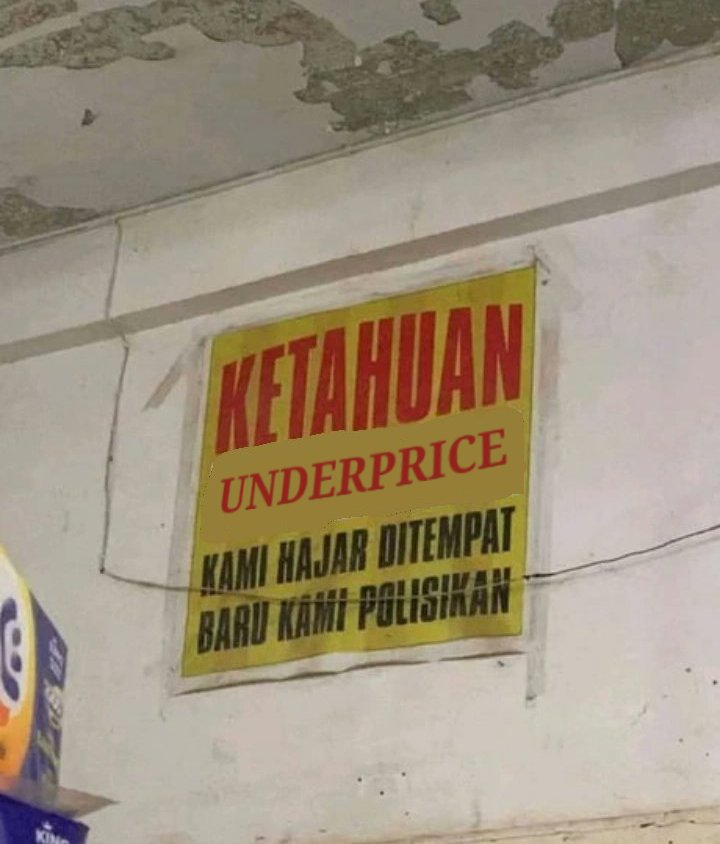 KETAHUAN
UNDERPRICE
KAMI HAJAR DITEMPAT
BARU KAMI POLISIKAN